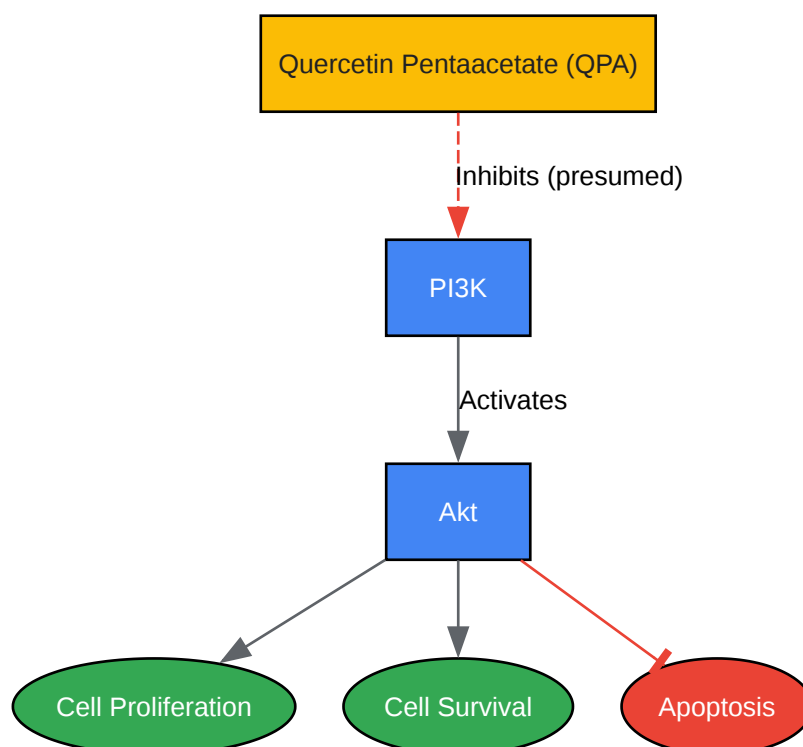 Quercetin Pentaacetate (QPA)
Inhibits (presumed)
PI3K
Activates
Akt
Cell Proliferation
Cell Survival
Apoptosis